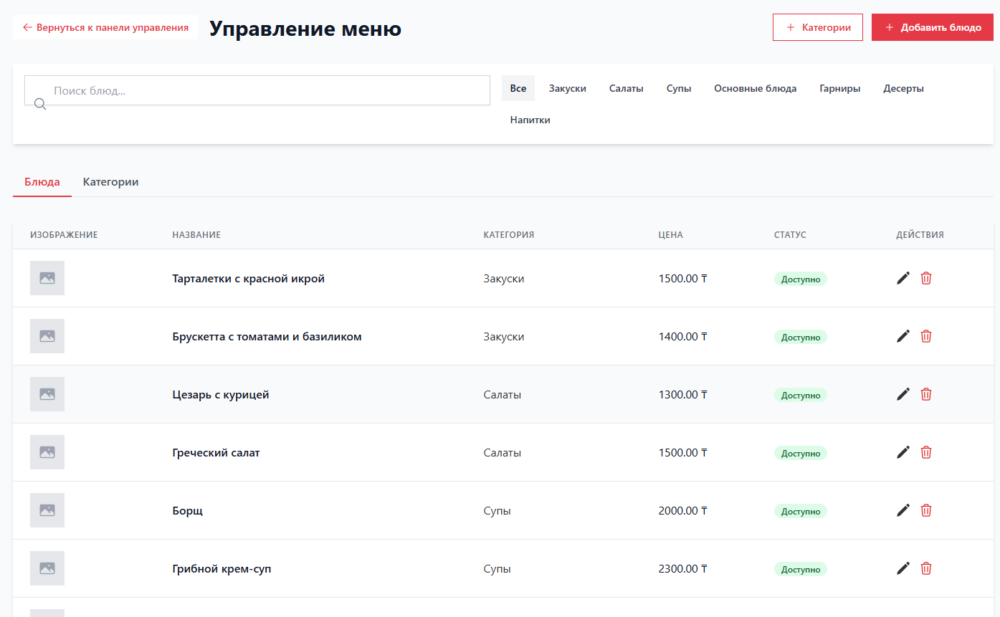 Вернуться к панели управления
Управление меню
Категории
Добавить блюдо
Поиск блюд...
Все Закуски Салаты Супы Основные блюда Гарниры Десерты
Напитки
Блюда Категории
ИЗОБРАЖЕНИЕ НАЗВАНИЕ КАТЕГОРИЯ ЦЕНА СТАТУС ДЕЙСТВИЯ
Тарталетки с красной икрой Закуски 1500.00 ₸ Доступно
Брускетта с томатами и базиликом Закуски 1400.00 ₸ Доступно
Цезарь с курицей Салаты 1300.00 ₸ Доступно
Греческий салат Салаты 1500.00 ₸ Доступно
Борщ Супы 2000.00 ₸ Доступно
Грибной крем-суп Супы 2300.00 ₸ Доступно